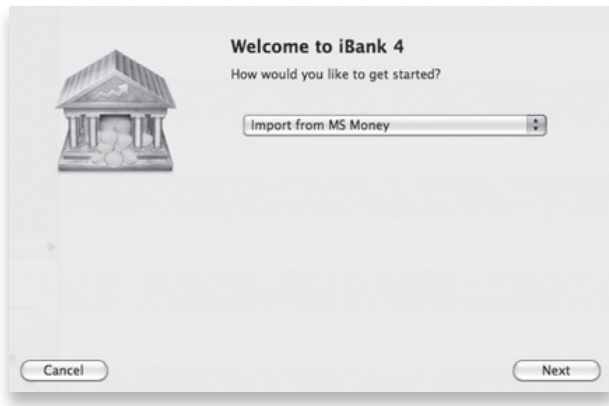 Welcome to iBank 4
How would you like to get started?
Import from MS Money
Cancel
Next